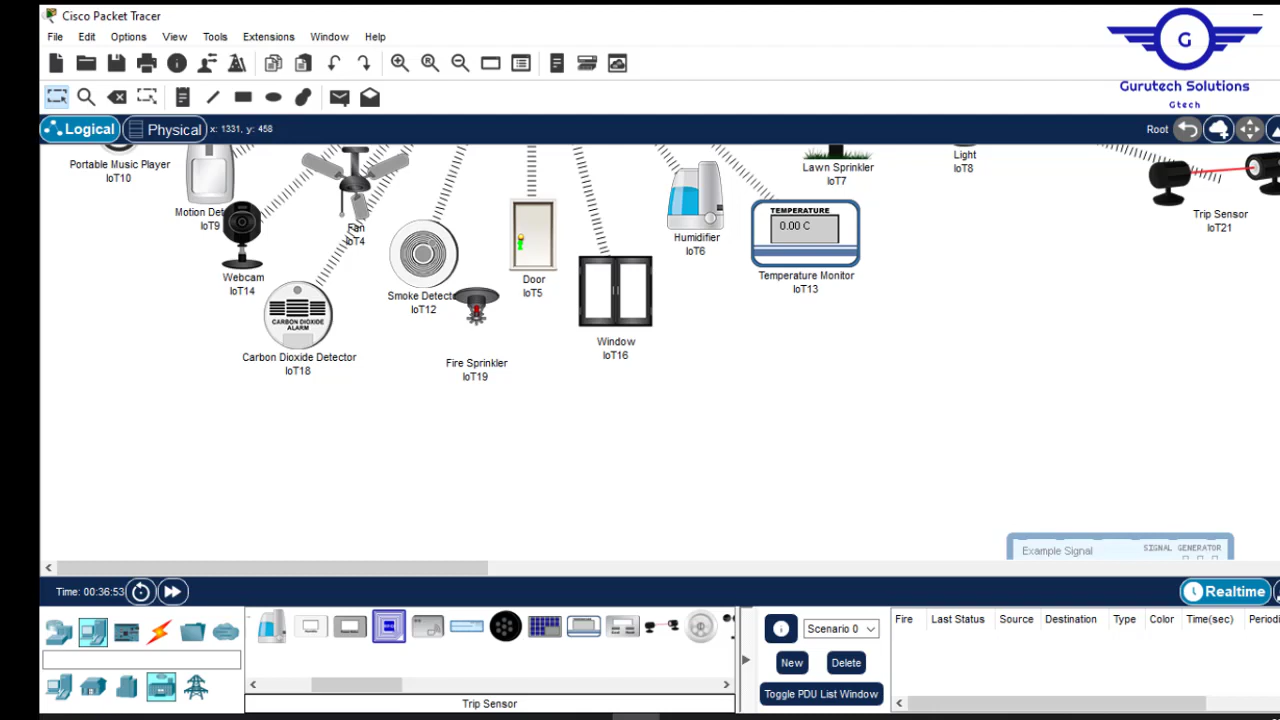 Cisco Packet Tracer
File Edit Options View Tools Extensions Window Help
G
Gurutech Solutions
Gtech
Logical Physical x: 1331, y: 458
Root
Portable Music Player
IoT10
Motion Det
IoT9
Webcam
IoT14
Fan
IoT4
CARBON DIOXIDE
ALARM
Carbon Dioxide Detector
IoT18
Smoke Detecto
IoT12
Fire Sprinkler
IoT19
Door
IoT5
Window
IoT16
Humidifier
IoT6
TEMPERATURE
0.00 C
Temperature Monitor
IoT13
Lawn Sprinkler
IoT7
Light
IoT8
Trip Sensor
IoT21
Example Signal
SIGNAL GENERATOR
Time: 00:36:53
Realtime
Scenario 0
New Delete
Toggle PDU List Window
Fire Last Status Source Destination Type Color Time(sec) Periodi
Trip Sensor